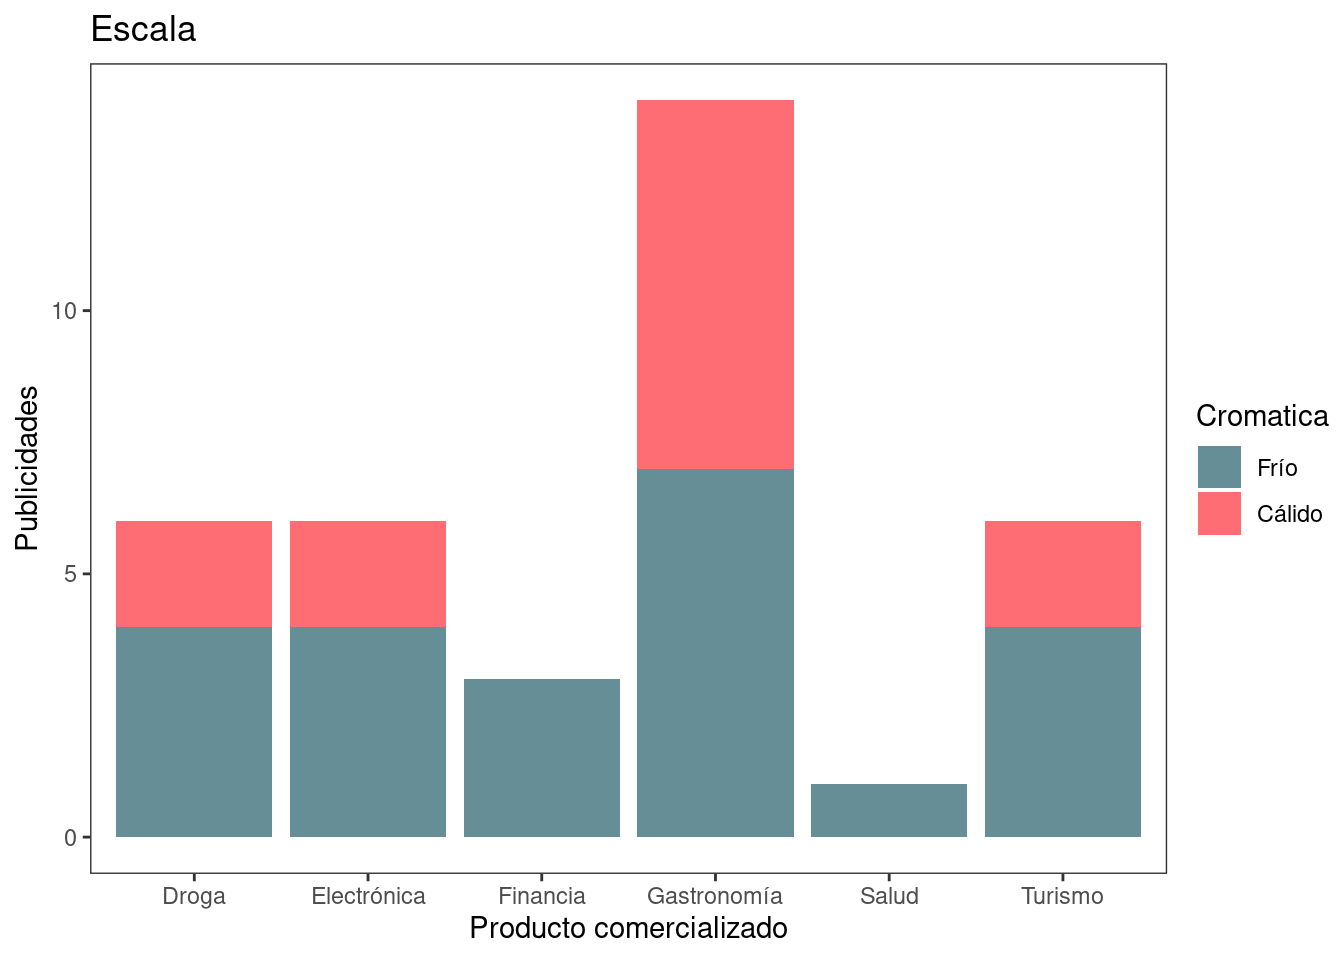 Escala
Publicidades
10
5
0
Droga Electrónica Financia Gastronomía Salud Turismo
Producto comercializado
Cromatica
Frío
Cálido